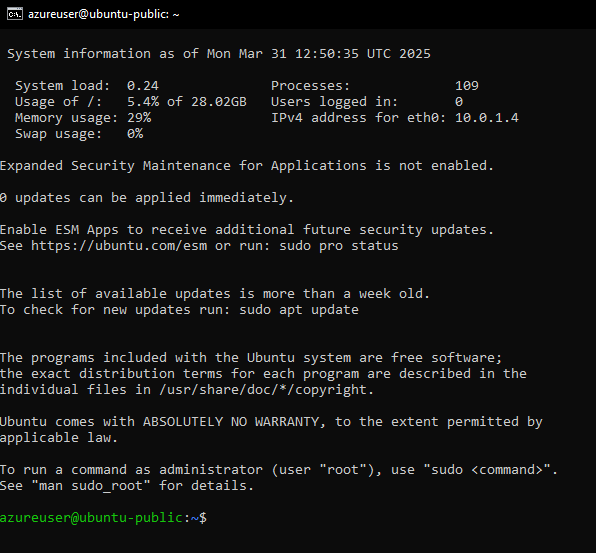 azureuser@ubuntu-public: ~
System information as of Mon Mar 31 12:50:35 UTC 2025
System load: 0.24 Processes: 109
Usage of /: 5.4% of 28.02GB Users logged in: 0
Memory usage: 29% IPv4 address for eth0: 10.0.1.4
Swap usage: 0%
Expanded Security Maintenance for Applications is not enabled.
0 updates can be applied immediately.
Enable ESM Apps to receive additional future security updates.
See https://ubuntu.com/esm or run: sudo pro status
The list of available updates is more than a week old.
To check for new updates run: sudo apt update
The programs included with the Ubuntu system are free software;
the exact distribution terms for each program are described in the
individual files in /usr/share/doc/*/copyright.
Ubuntu comes with ABSOLUTELY NO WARRANTY, to the extent permitted by
applicable law.
To run a command as administrator (user "root"), use "sudo <command>".
See "man sudo_root" for details.
azureuser@ubuntu-public:~$